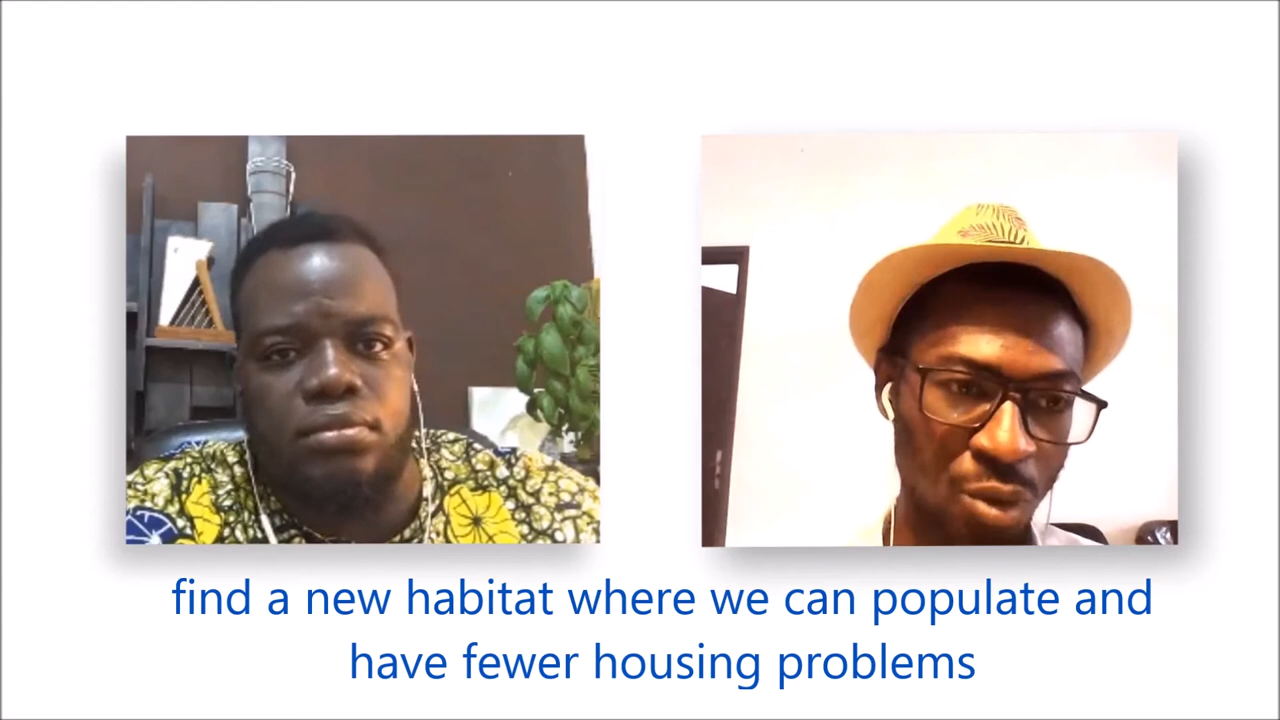 find a new habitat where we can populate and
have fewer housing problems